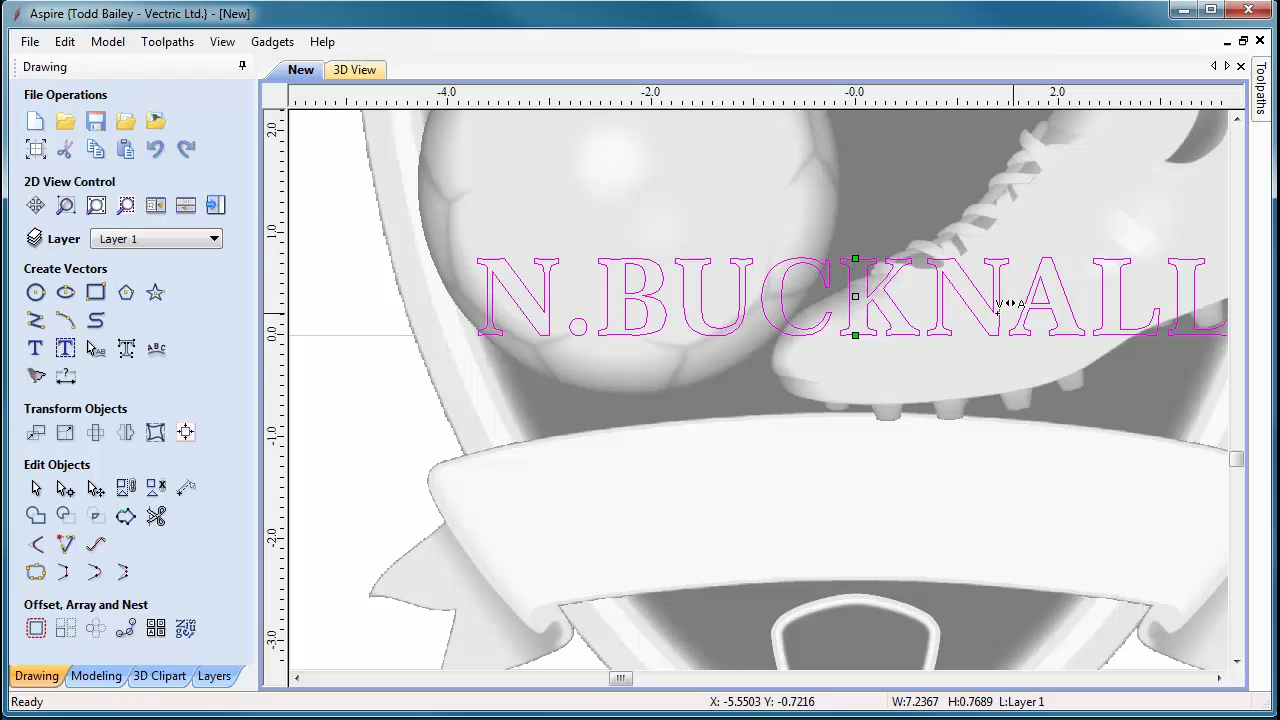 Aspire {Todd Bailey - Vectric Ltd.} - [New]
File Edit Model Toolpaths View Gadgets Help
Drawing
New 3D View
Toolpaths
File Operations
2D View Control
Layer Layer 1
Create Vectors
Transform Objects
Edit Objects
Offset, Array and Nest
Drawing Modeling 3D Clipart Layers
-4.0 -2.0 -0.0 2.0
2.0
1.0
0.0
-1.0
-2.0
-3.0
N.BUCKNALL
V A
Ready X: -5.5503 Y: -0.7216 W:7.2367 H:0.7689 L:Layer 1